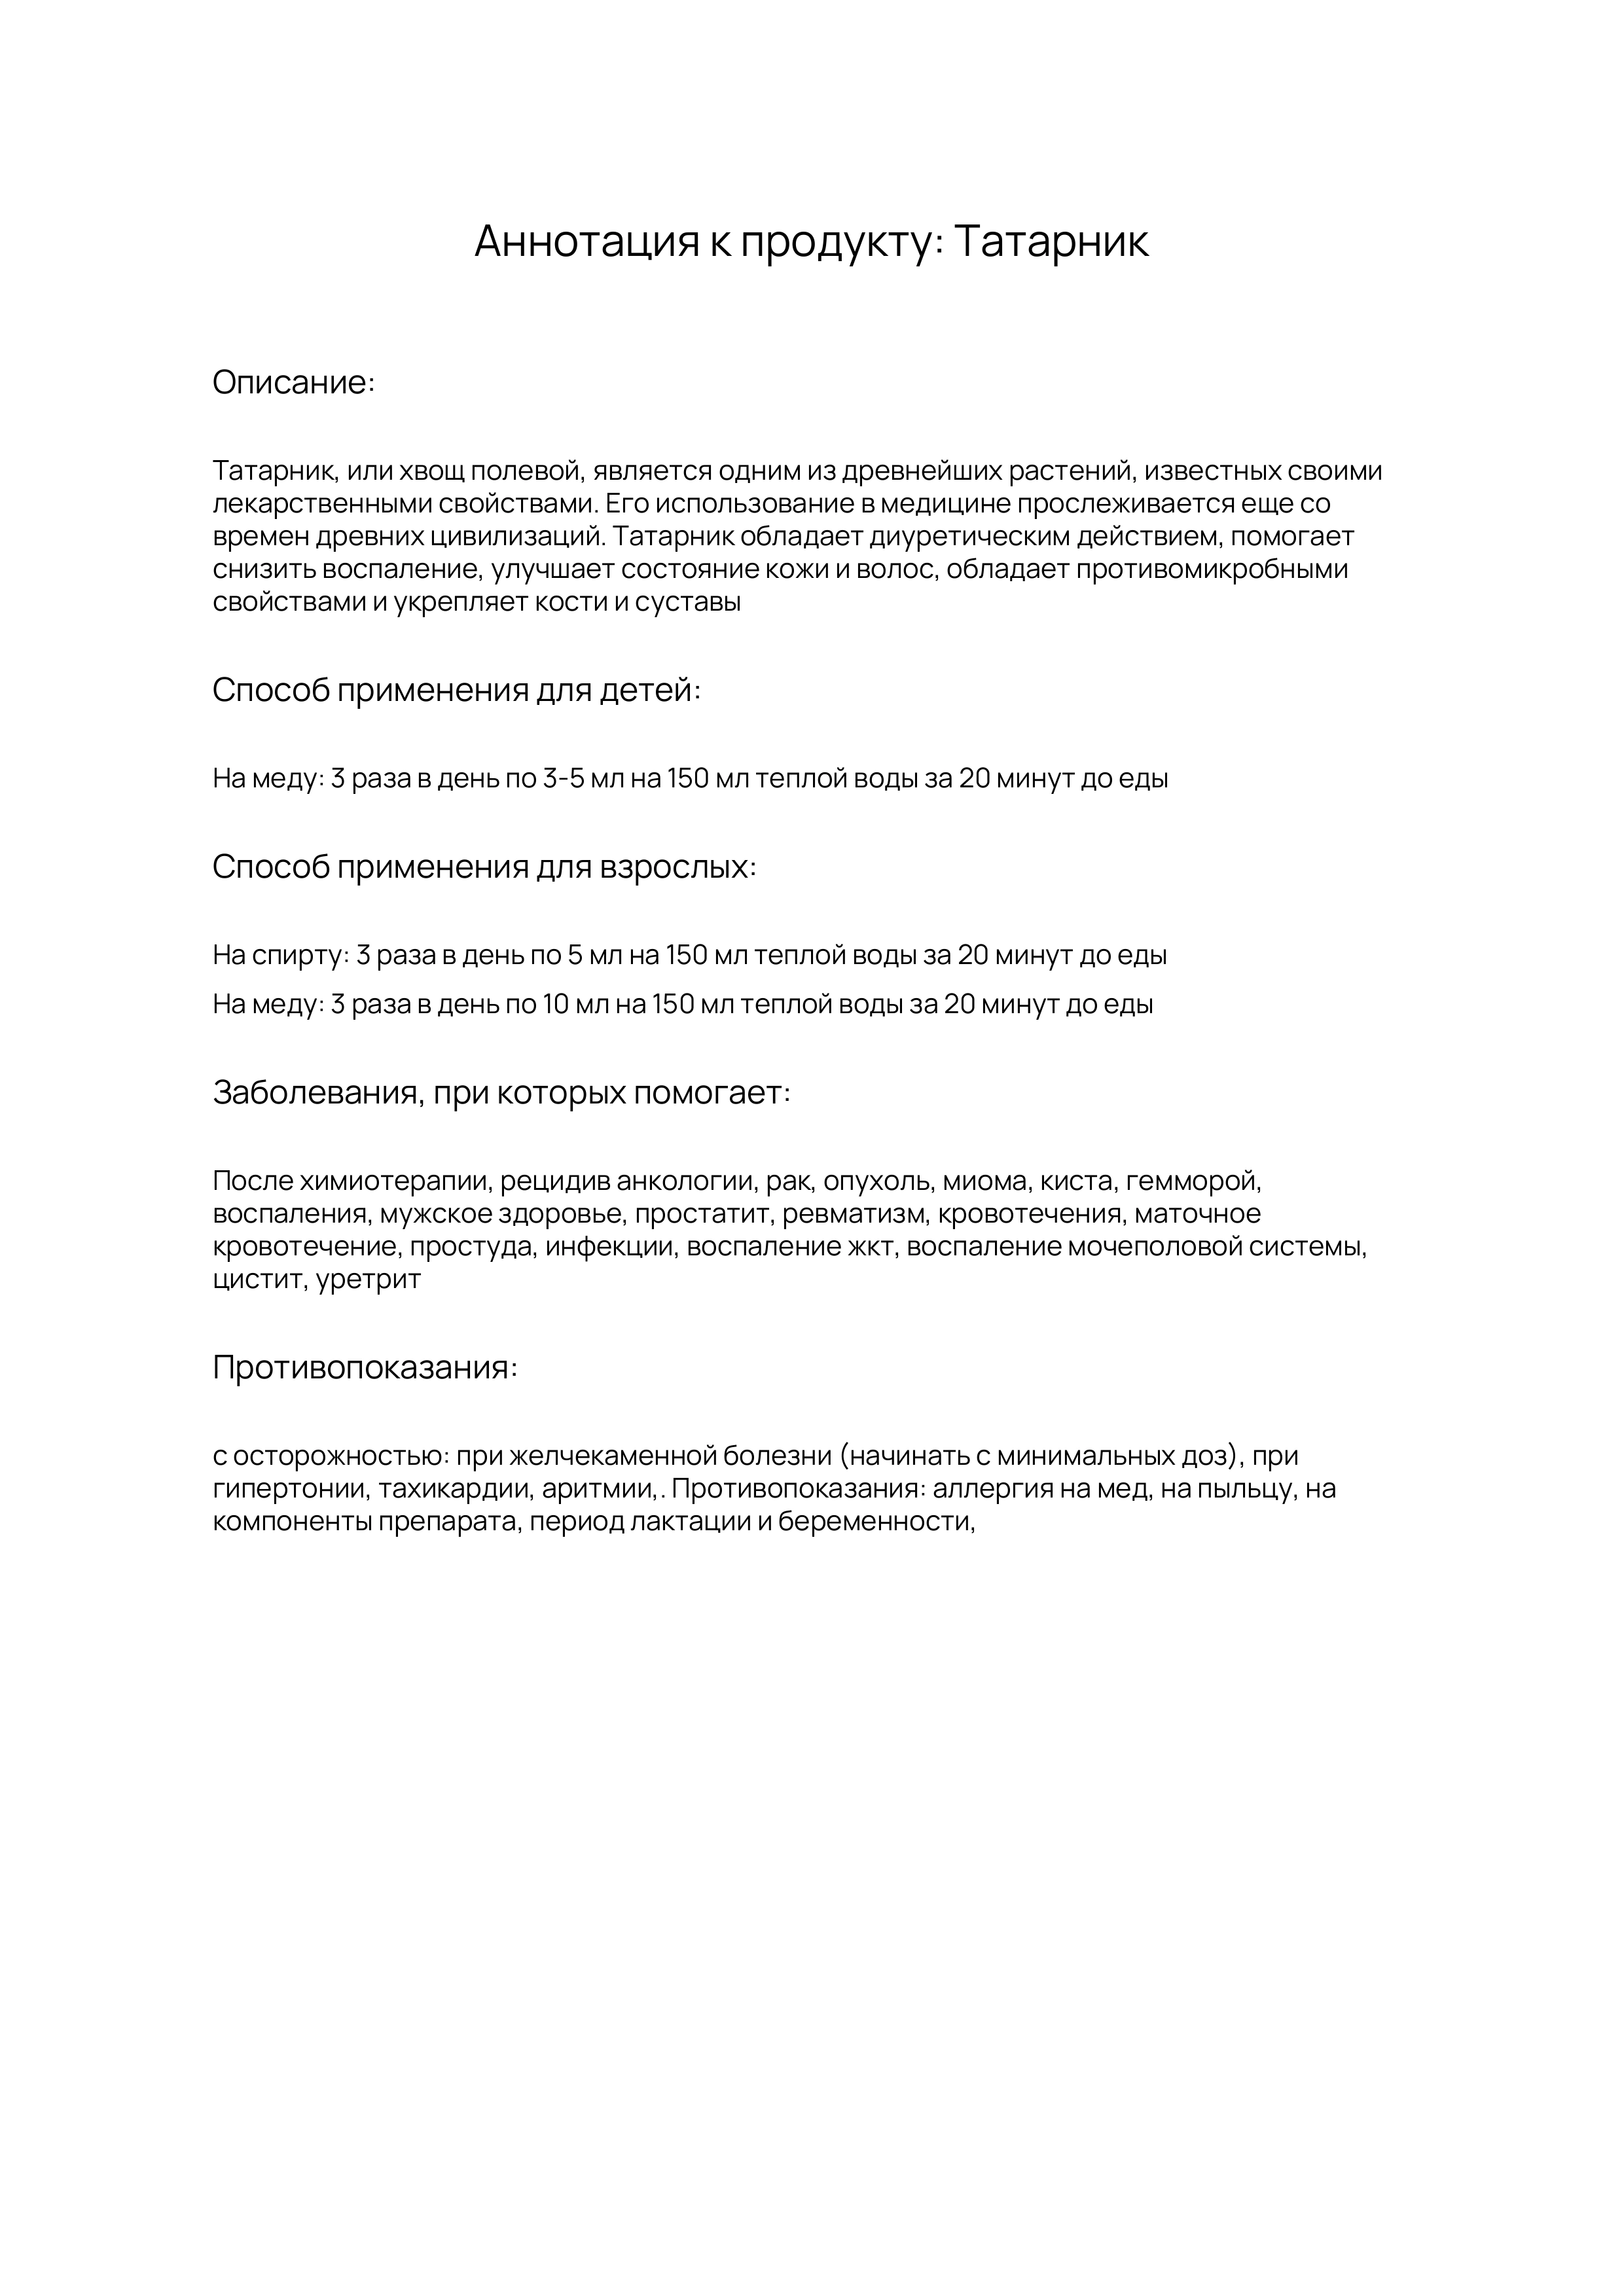 Аннотация к продукту: Татарник
Описание:
Татарник, или хвощ полевой, является одним из древнейших растений, известных своими
лекарственными свойствами. Его использование в медицине прослеживается еще со
времен древних цивилизаций. Татарник обладает диуретическим действием, помогает
снизить воспаление, улучшает состояние кожи и волос, обладает противомикробными
свойствами и укрепляет кости и суставы
Способ применения для детей:
На меду: 3 раза в день по 3-5 мл на 150 мл теплой воды за 20 минут до еды
Способ применения для взрослых:
На спирту: 3 раза в день по 5 мл на 150 мл теплой воды за 20 минут до еды
На меду: 3 раза в день по 10 мл на 150 мл теплой воды за 20 минут до еды
Заболевания, при которых помогает:
После химиотерапии, рецидив анкологии, рак, опухоль, миома, киста, гемморой,
воспаления, мужское здоровье, простатит, ревматизм, кровотечения, маточное
кровотечение, простуда, инфекции, воспаление жкт, воспаление мочеполовой системы,
цистит, уретрит
Противопоказания:
с осторожностью: при желчекаменной болезни (начинать с минимальных доз), при
гипертонии, тахикардии, аритмии,. Противопоказания: аллергия на мед, на пыльцу, на
компоненты препарата, период лактации и беременности,